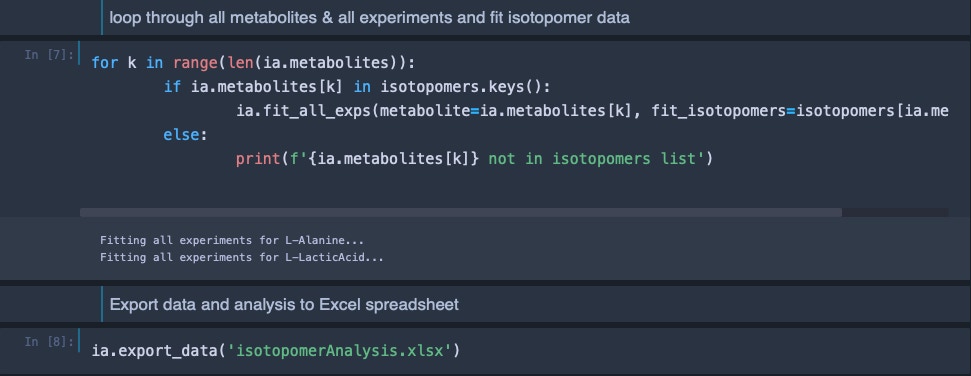 loop through all metabolites & all experiments and fit isotopomer data
In [7]:
for k in range(len(ia.metabolites)):
if ia.metabolites[k] in isotopomers.keys():
ia.fit_all_exps(metabolite=ia.metabolites[k], fit_isotopomers=isotopomers[ia.me
else:
print(f'{ia.metabolites[k]} not in isotopomers list')
Fitting all experiments for L-Alanine...
Fitting all experiments for L-LacticAcid...
Export data and analysis to Excel spreadsheet
In [8]:
ia.export_data('isotopomerAnalysis.xlsx')